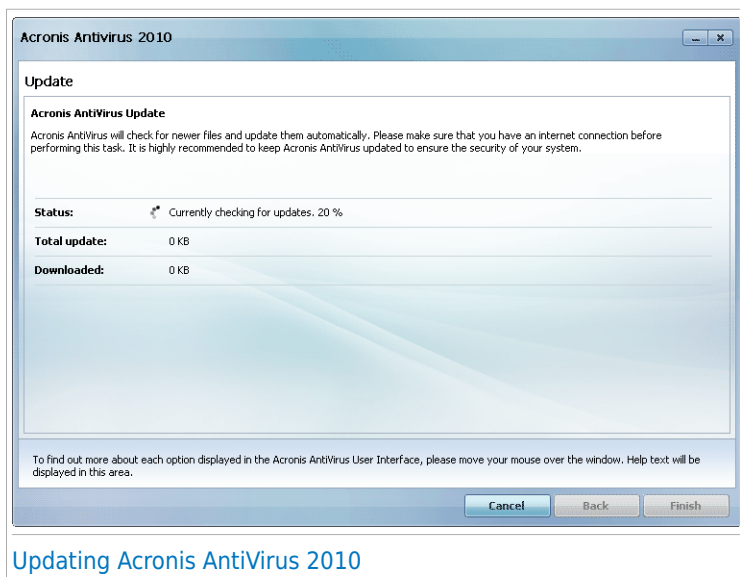 Acronis Antivirus 2010
Update
Acronis AntiVirus Update
Acronis AntiVirus will check for newer files and update them automatically. Please make sure that you have an internet connection before
performing this task. It is highly recommended to keep Acronis AntiVirus updated to ensure the security of your system.
Status: Currently checking for updates. 20 %
Total update: 0 KB
Downloaded: 0 KB
To find out more about each option displayed in the Acronis AntiVirus User Interface, please move your mouse over the window. Help text will be
displayed in this area.
Cancel Back Finish
Updating Acronis AntiVirus 2010